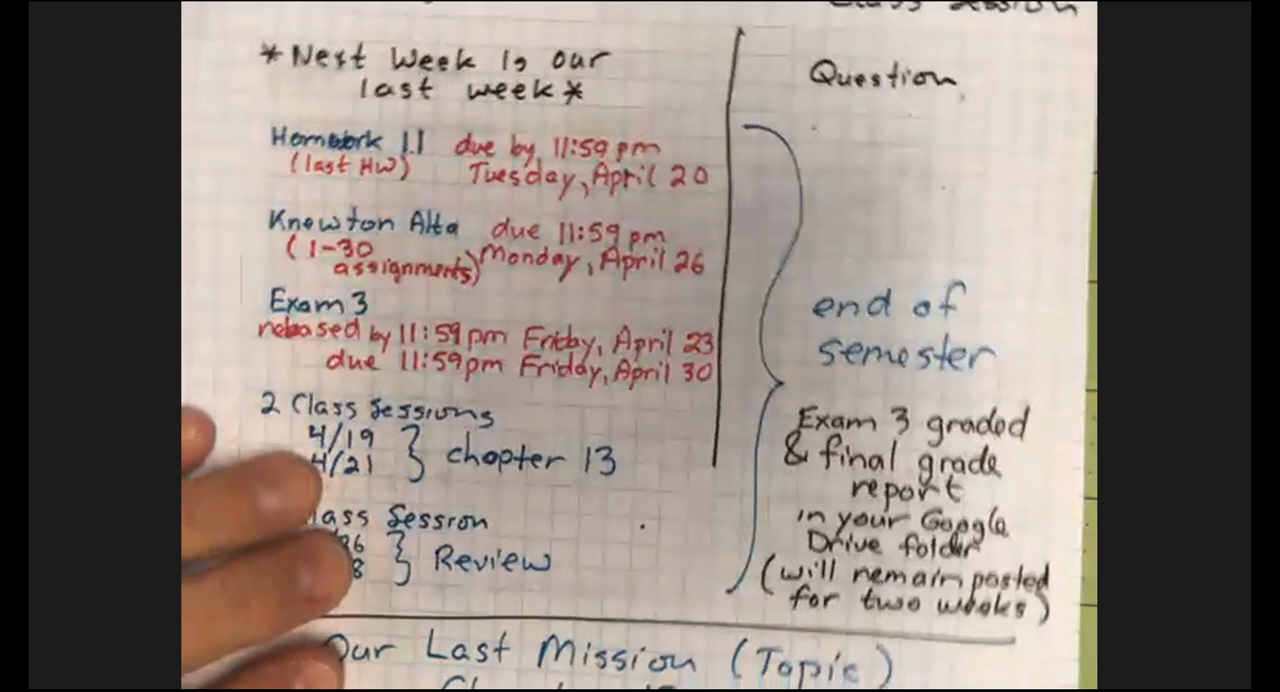 Class Session
*Next Week is our
last week*
Homework 11 due by 11:59 pm
(last HW) Tuesday, April 20
Knewton Alta due 11:59 pm
(1-30 Monday, April 26
assignments)
Exam 3
released by 11:59 pm Friday, April 23
due 11:59 pm Friday, April 30
2 Class Sessions
4/19
4/21 } chapter 13
lass Session
} Review
Question
end of
semester
Exam 3 graded
& final grade
report
in your Google
Drive folder
(will remain posted
for two weeks)
Our Last Mission (Topic)